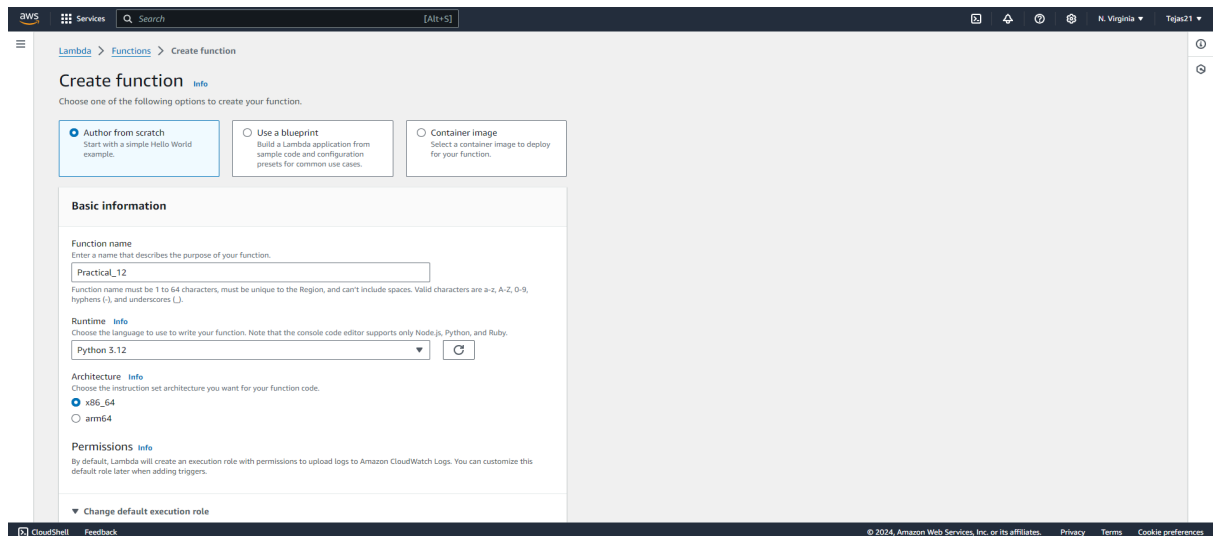 aws
Services
Search
[Alt+S]
N. Virginia
Tejas21
Lambda > Functions > Create function
Create function Info
Choose one of the following options to create your function.
Author from scratch
Start with a simple Hello World
example.
Use a blueprint
Build a Lambda application from
sample code and configuration
presets for common use cases.
Container image
Select a container image to deploy
for your function.
Basic information
Function name
Enter a name that describes the purpose of your function.
Practical_12
Function name must be 1 to 64 characters, must be unique to the Region, and can't include spaces. Valid characters are a-z, A-Z, 0-9,
hyphens (-), and underscores (_).
Runtime Info
Choose the language to use to write your function. Note that the console code editor supports only Node.js, Python, and Ruby.
Python 3.12
Architecture Info
Choose the instruction set architecture you want for your function code.
x86_64
arm64
Permissions Info
By default, Lambda will create an execution role with permissions to upload logs to Amazon CloudWatch Logs. You can customize this
default role later when adding triggers.
Change default execution role
CloudShell Feedback © 2024, Amazon Web Services, Inc. or its affiliates. Privacy Terms Cookie preferences